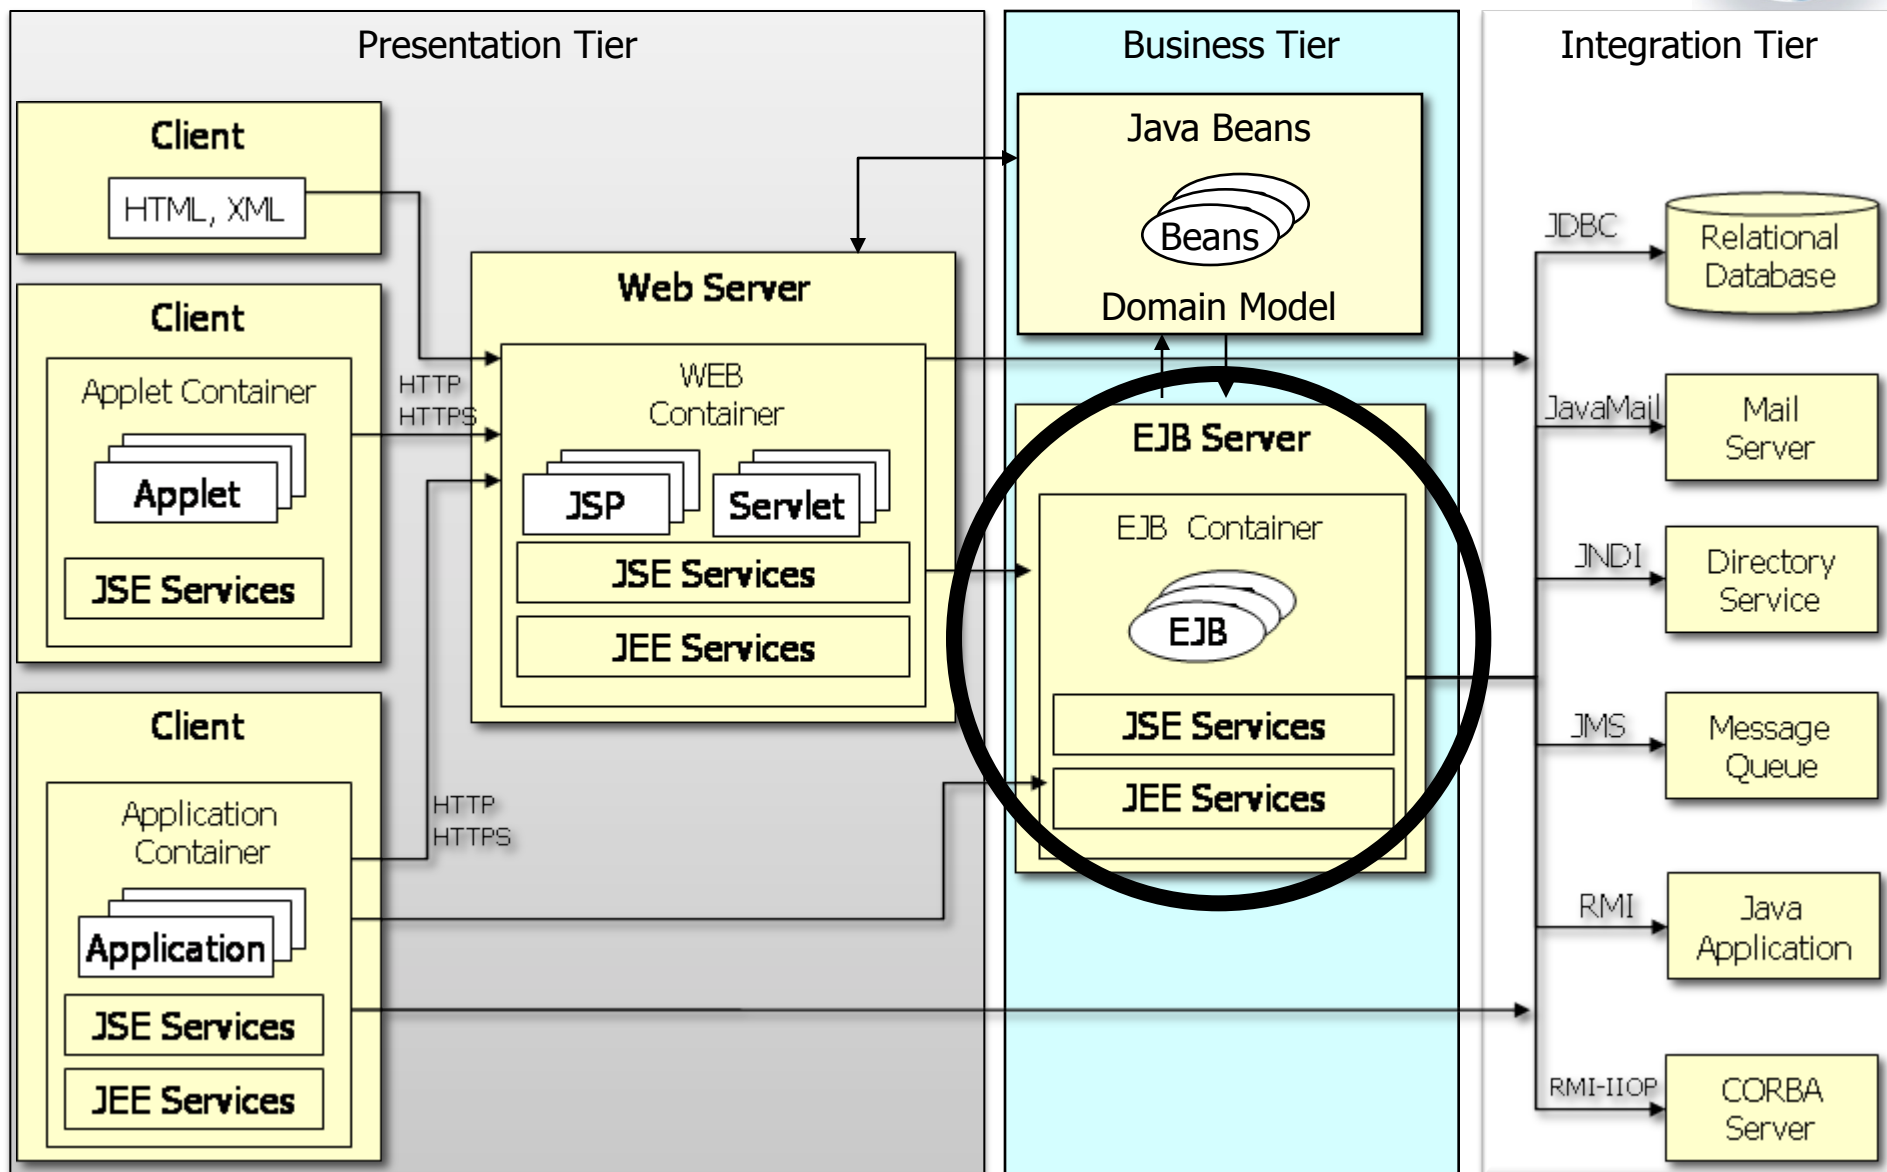 Presentation Tier
Client
HTML, XML
Client
Applet Container
Applet
JSE Services
Client
Application
Container
Application
JSE Services
JEE Services
HTTP
HTTPS
HTTP
HTTPS
Web Server
WEB
Container
JSP
Servlet
JSE Services
JEE Services
Business Tier
Java Beans
Beans
Domain Model
EJB Server
EJB Container
EJB
JSE Services
JEE Services
Integration Tier
JDBC
Relational
Database
JavaMail
Mail
Server
JNDI
Directory
Service
JMS
Message
Queue
RMI
Java
Application
RMI-IIOP
CORBA
Server